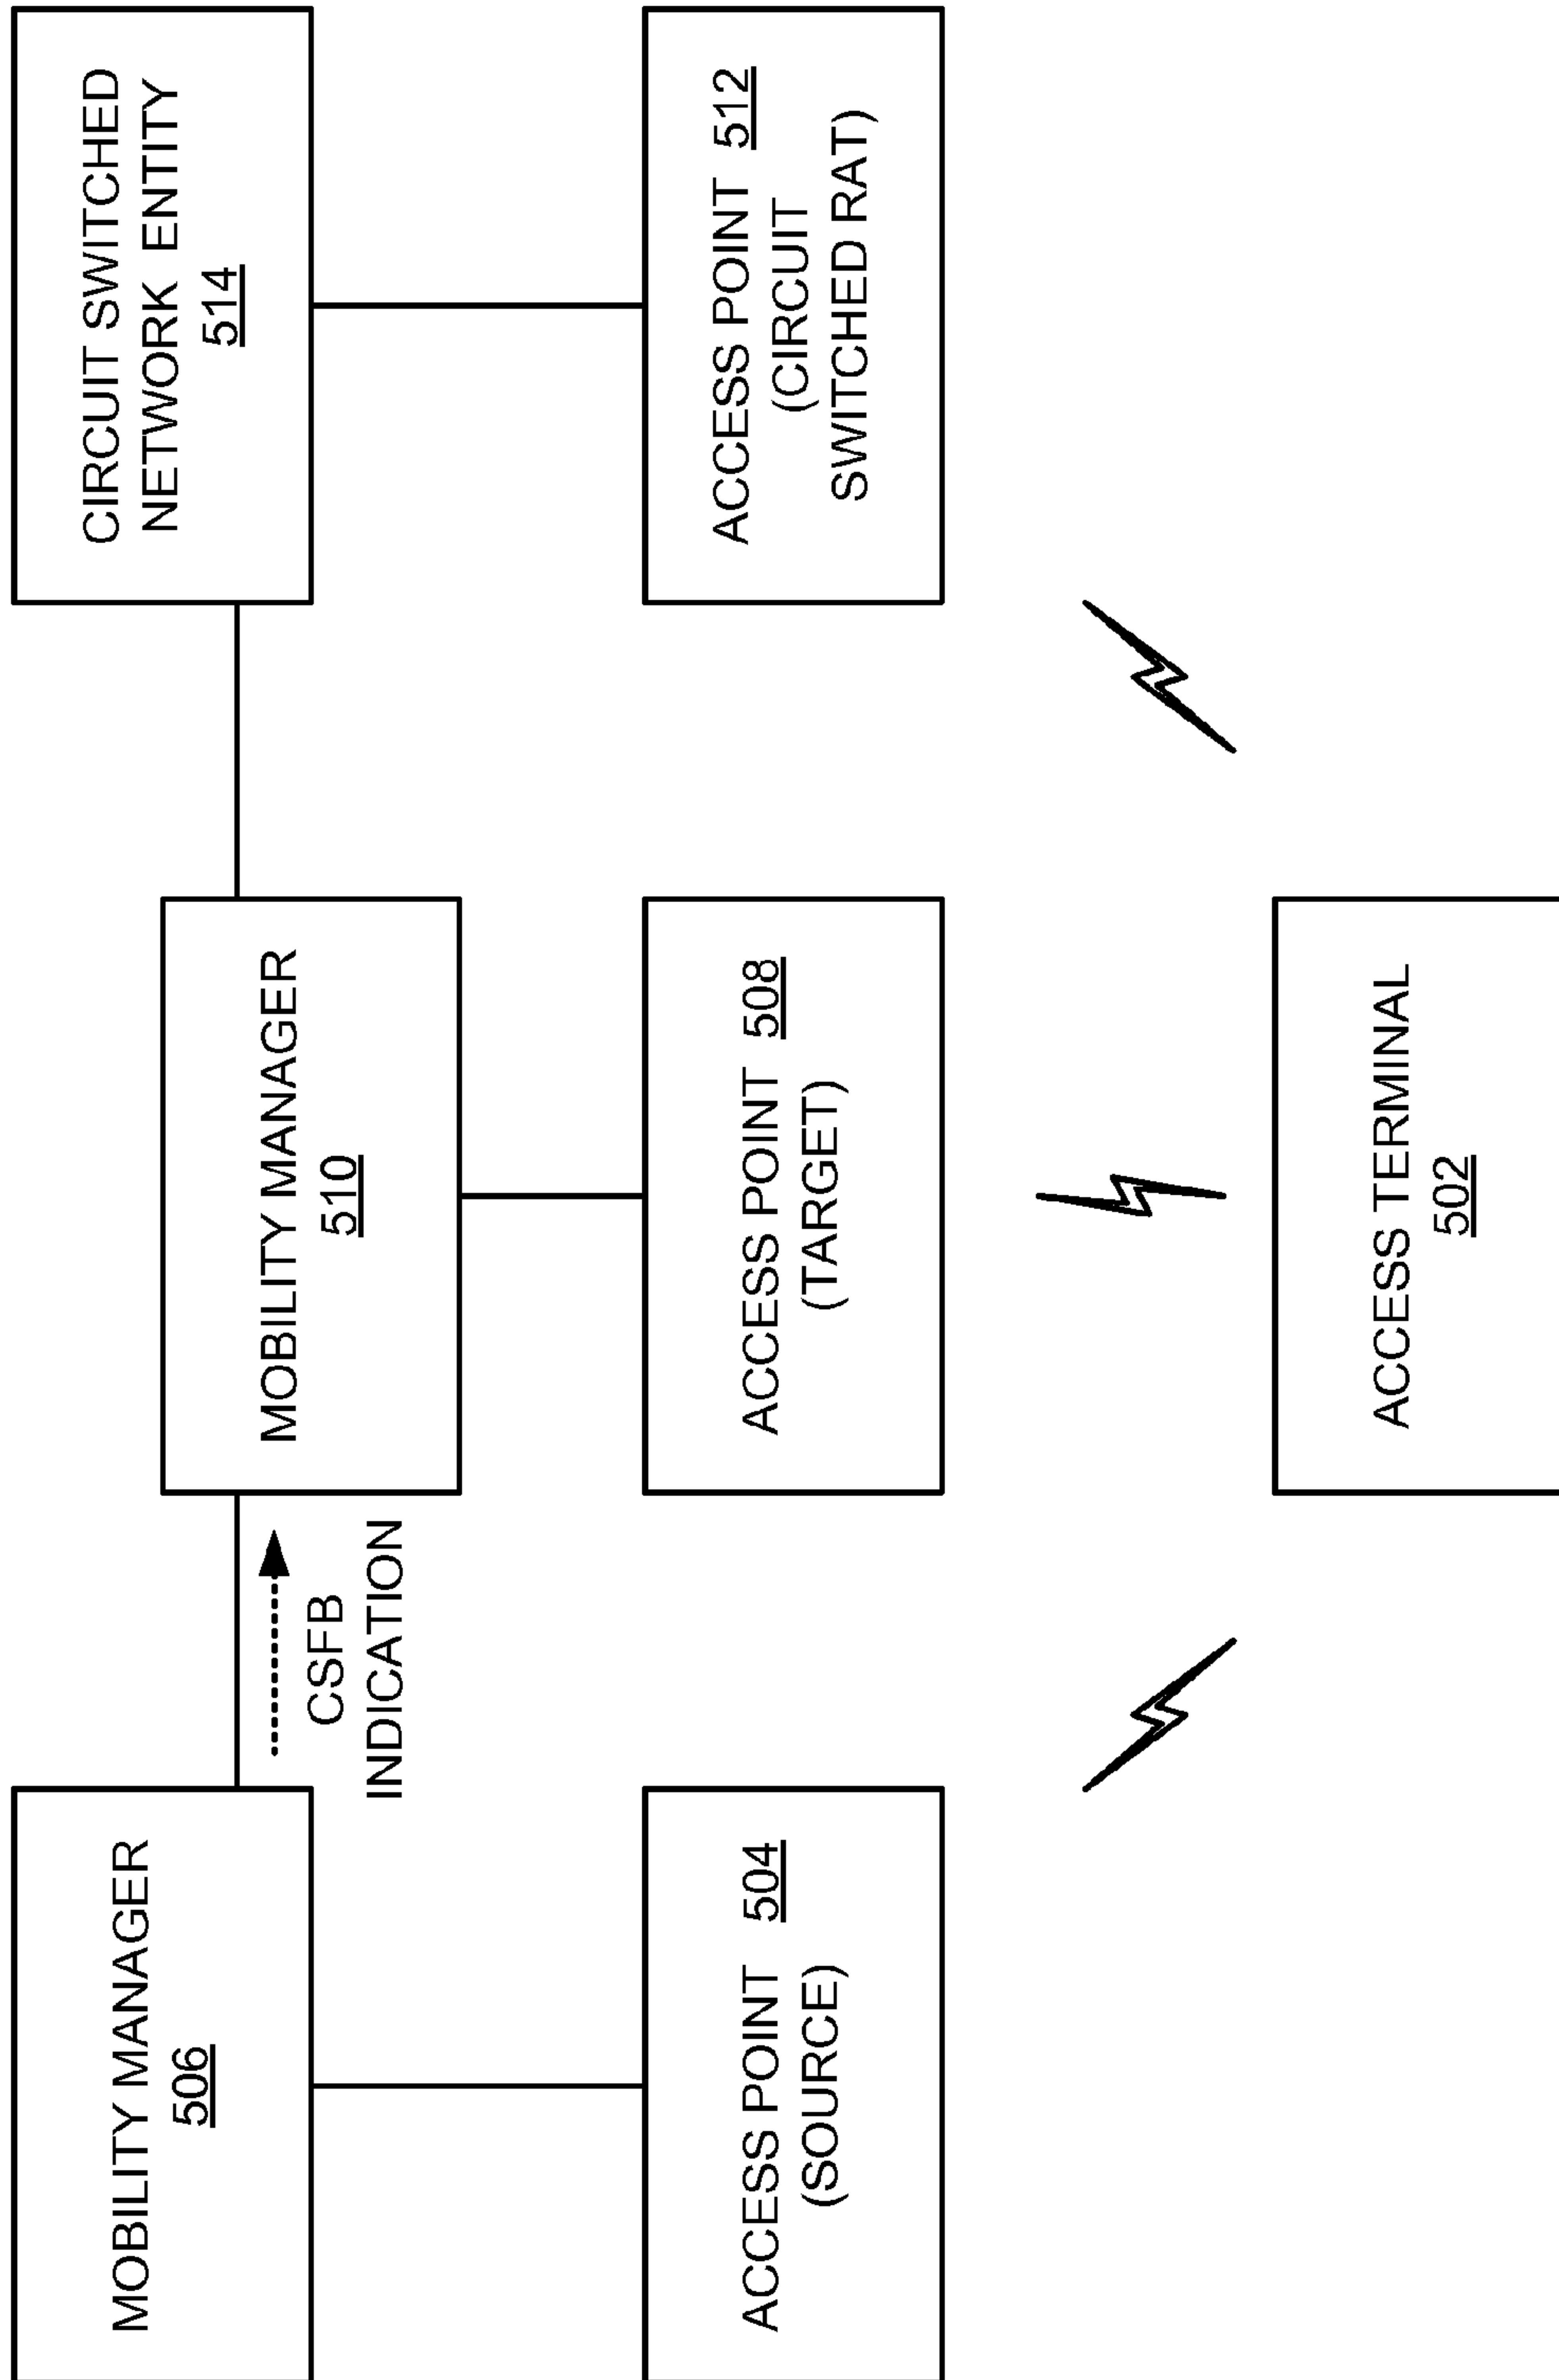 MOBILITY MANAGER
506
CSFB
INDICATION
MOBILITY MANAGER
510
CIRCUIT SWITCHED
NETWORK ENTITY
514
ACCESS POINT 504
(SOURCE)
ACCESS POINT 508
(TARGET)
ACCESS POINT 512
(CIRCUIT
SWITCHED RAT)
ACCESS TERMINAL
502